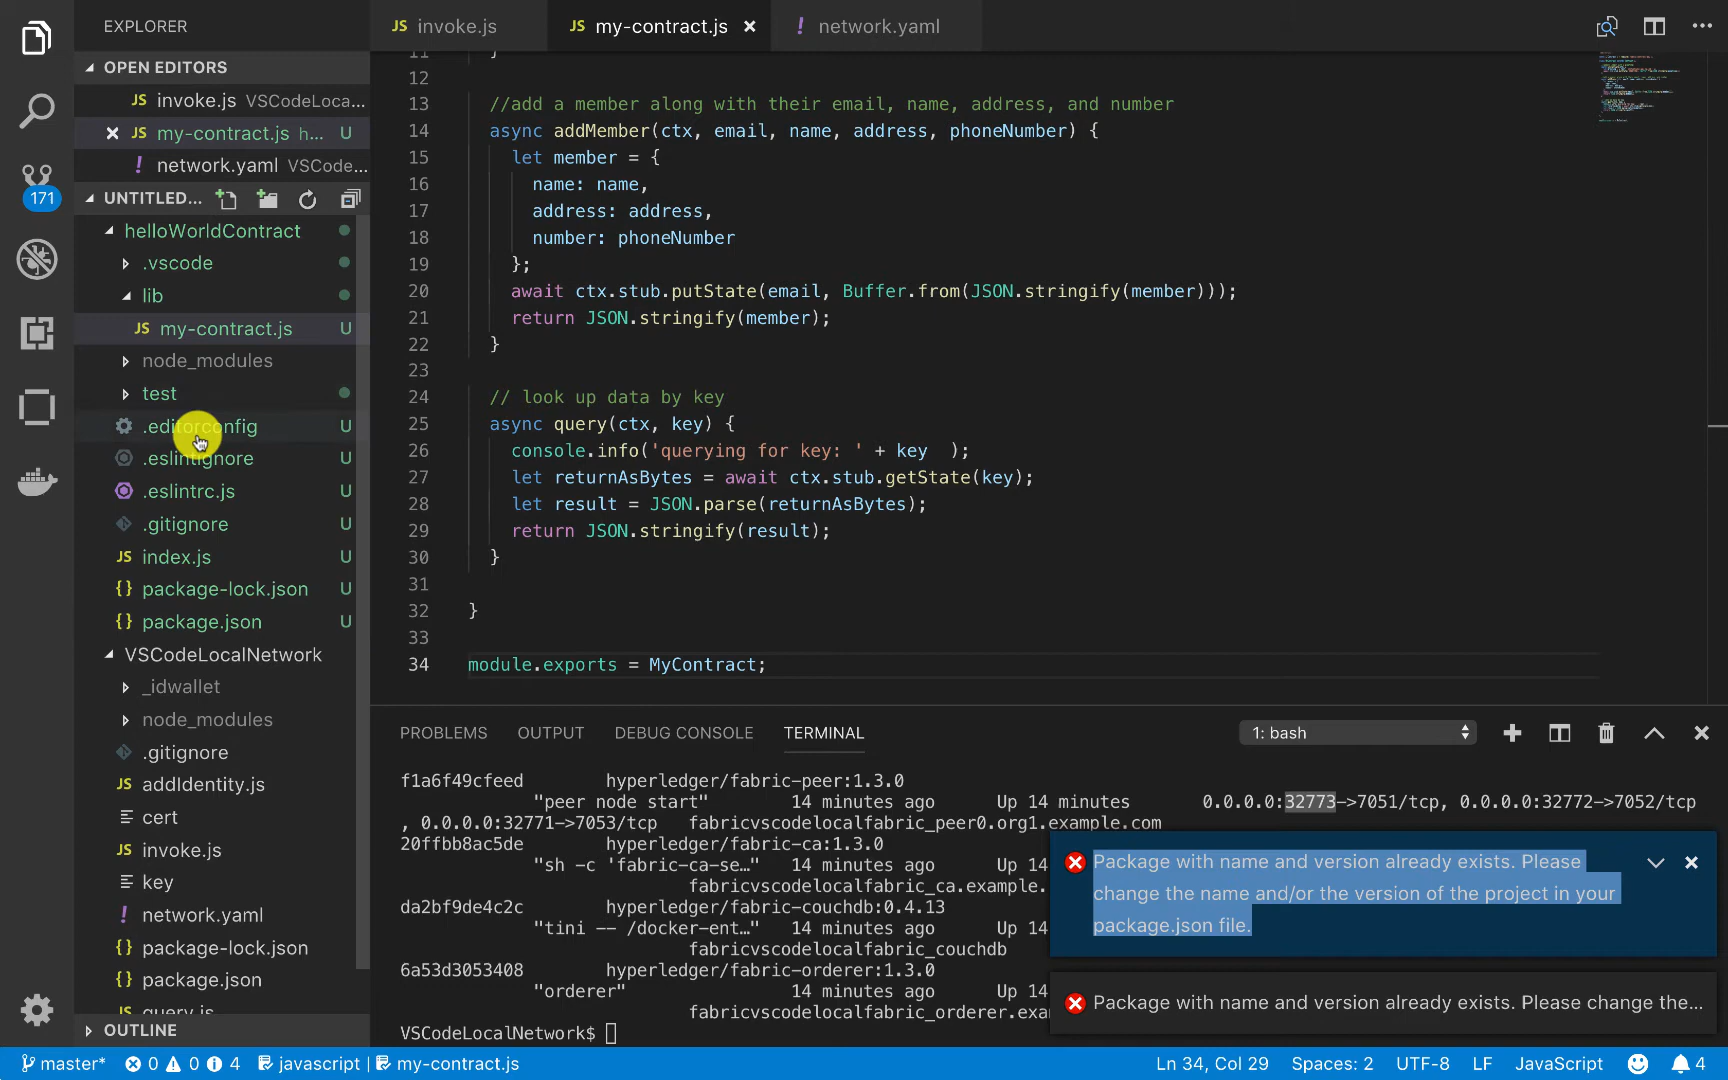 EXPLORER
OPEN EDITORS
JS invoke.js VSCodeLoca...
JS my-contract.js h... U
! network.yaml VSCode...
171
UNTITLED...
helloWorldContract
.vscode
lib
JS my-contract.js U
node_modules
test
.editorconfig U
.eslintignore U
.eslintrc.js U
.gitignore U
JS index.js U
{} package-lock.json U
{} package.json U
VSCodeLocalNetwork
_idwallet
node_modules
.gitignore
JS addIdentity.js
cert
JS invoke.js
key
! network.yaml
{} package-lock.json
{} package.json
query.js
OUTLINE
JS invoke.js
JS my-contract.js
! network.yaml
11 }
12
13 //add a member along with their email, name, address, and number
14 async addMember(ctx, email, name, address, phoneNumber) {
15 let member = {
16 name: name,
17 address: address,
18 number: phoneNumber
19 };
20 await ctx.stub.putState(email, Buffer.from(JSON.stringify(member)));
21 return JSON.stringify(member);
22 }
23
24 // look up data by key
25 async query(ctx, key) {
26 console.info('querying for key: ' + key  );
27 let returnAsBytes = await ctx.stub.getState(key);
28 let result = JSON.parse(returnAsBytes);
29 return JSON.stringify(result);
30 }
31
32 }
33
34 module.exports = MyContract;
PROBLEMS OUTPUT DEBUG CONSOLE TERMINAL
1: bash
f1a6f49cfeed hyperledger/fabric-peer:1.3.0
"peer node start" 14 minutes ago Up 14 minutes 0.0.0.0:32773->7051/tcp, 0.0.0.0:32772->7052/tcp
, 0.0.0.0:32771->7053/tcp fabricvscodelocalfabric_peer0.org1.example.com
20ffbb8ac5de hyperledger/fabric-ca:1.3.0
"sh -c 'fabric-ca-se…" 14 minutes ago Up 14
fabricvscodelocalfabric_ca.example.
da2bf9de4c2c hyperledger/fabric-couchdb:0.4.13
"tini -- /docker-ent…" 14 minutes ago Up 14
fabricvscodelocalfabric_couchdb
6a53d3053408 hyperledger/fabric-orderer:1.3.0
"orderer" 14 minutes ago Up 14
fabricvscodelocalfabric_orderer.exa
VSCodeLocalNetwork$
Package with name and version already exists. Please
change the name and/or the version of the project in your
package.json file.
Package with name and version already exists. Please change the...
master* 0 0 4 javascript | my-contract.js
Ln 34, Col 29 Spaces: 2 UTF-8 LF JavaScript 4